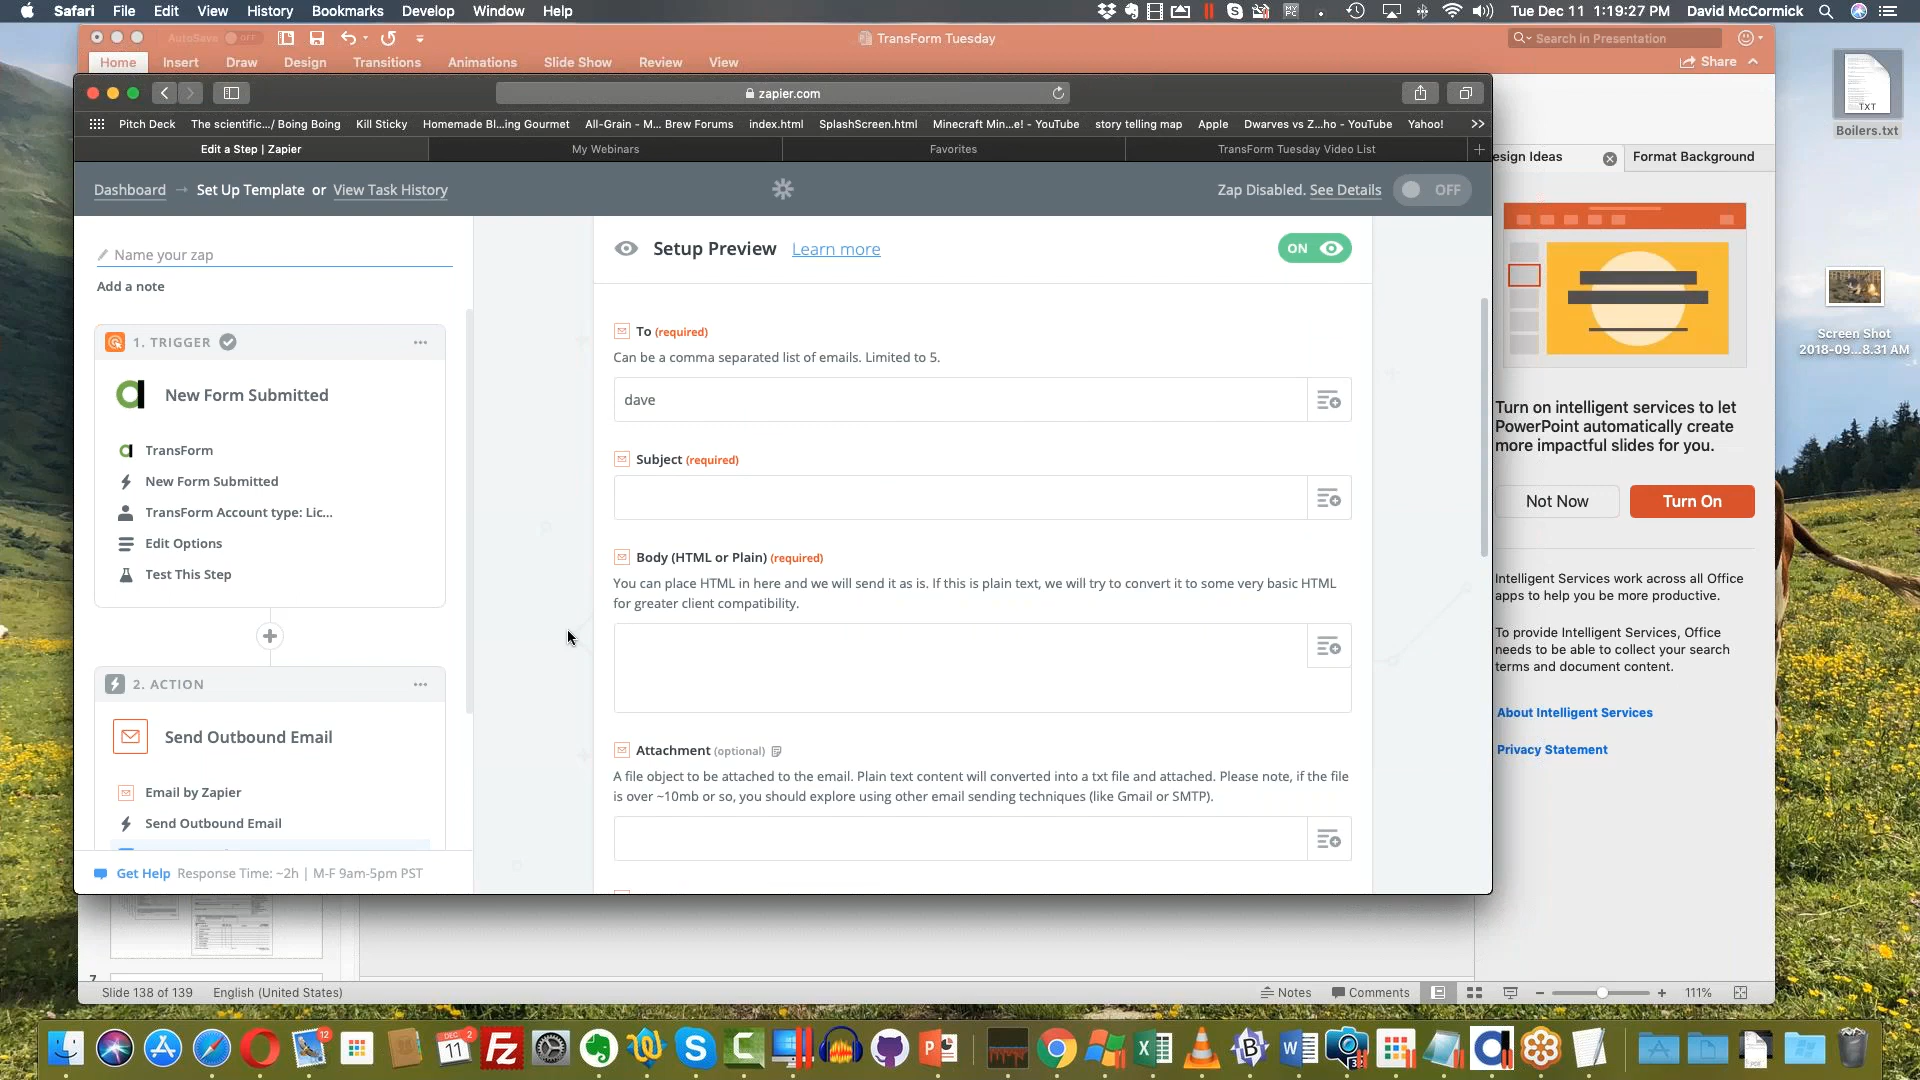 Safari File Edit View History Bookmarks Develop Window Help
Tue Dec 11 1:19:27 PM David McCormick
AutoSave OFF
TransForm Tuesday
Search in Presentation
Home Insert Draw Design Transitions Animations Slide Show Review View
Share
zapier.com
Pitch Deck The scientific.../ Boing Boing Kill Sticky Homemade Bl...ing Gourmet All-Grain - M... Brew Forums index.html SplashScreen.html Minecraft Min...e! - YouTube story telling map Apple Dwarves vs Z...ho - YouTube Yahoo! >>
Edit a Step | Zapier
My Webinars
Favorites
TransForm Tuesday Video List
Dashboard → Set Up Template or View Task History
Zap Disabled. See Details
OFF
Name your zap
Add a note
1. TRIGGER
New Form Submitted
TransForm
New Form Submitted
TransForm Account type: Lic...
Edit Options
Test This Step
2. ACTION
Send Outbound Email
Email by Zapier
Send Outbound Email
Get Help Response Time: ~2h | M-F 9am-5pm PST
Setup Preview Learn more
ON
To (required)
Can be a comma separated list of emails. Limited to 5.
dave
Subject (required)
Body (HTML or Plain) (required)
You can place HTML in here and we will send it as is. If this is plain text, we will try to convert it to some very basic HTML
for greater client compatibility.
Attachment (optional)
A file object to be attached to the email. Plain text content will converted into a txt file and attached. Please note, if the file
is over ~10mb or so, you should explore using other email sending techniques (like Gmail or SMTP).
esign Ideas
Format Background
Turn on intelligent services to let
PowerPoint automatically create
more impactful slides for you.
Not Now
Turn On
Intelligent Services work across all Office
apps to help you be more productive.
To provide Intelligent Services, Office
needs to be able to collect your search
terms and document content.
About Intelligent Services
Privacy Statement
TXT
Boilers.txt
Screen Shot
2018-09...8.31 AM
7
Slide 138 of 139 English (United States)
Notes Comments
111%
12
DEC 2
11